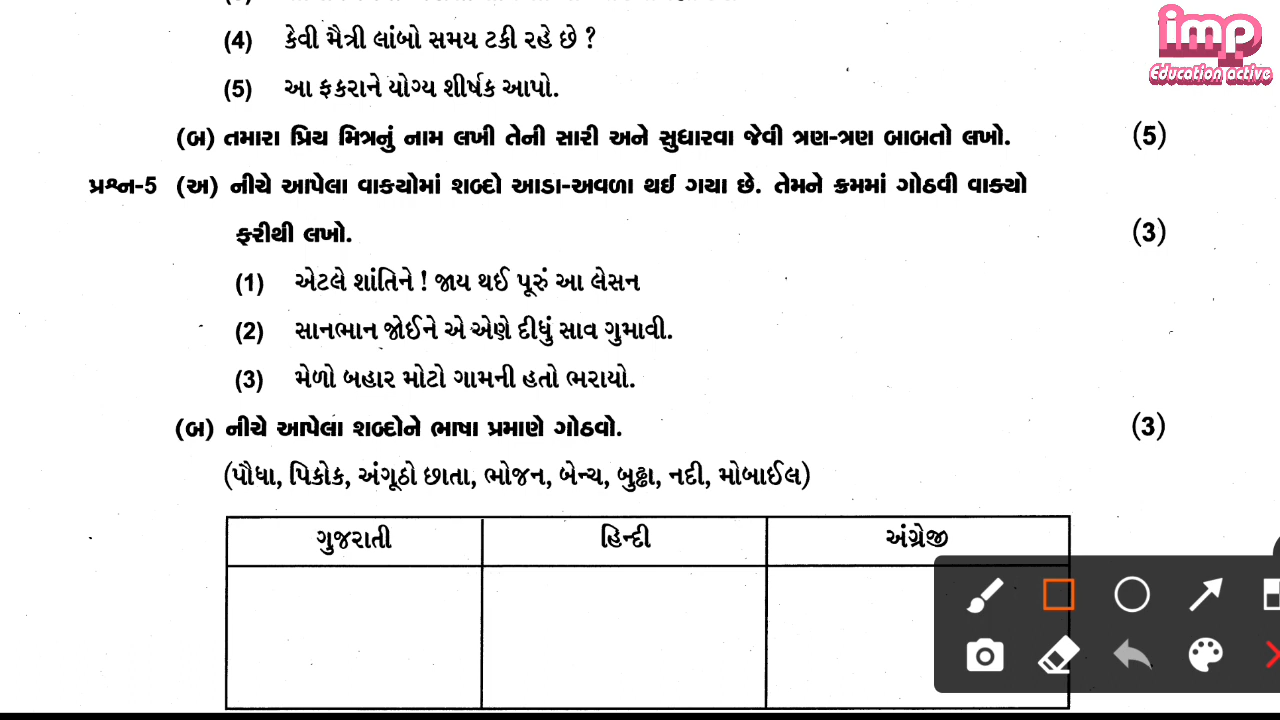 imp
Education active
(4) કેવી મૈત્રી લાંબો સમય ટકી રહે છે ?
(5) આ ફકરાને યોગ્ય શીર્ષક આપો.
(બ) તમારા પ્રિય મિત્રનું નામ લખી તેની સારી અને સુધારવા જેવી ત્રણ-ત્રણ બાબતો લખો. (5)
પ્રશ્ન-5 (અ) નીચે આપેલા વાક્યોમાં શબ્દો આડા-અવળા થઈ ગયા છે. તેમને ક્રમમાં ગોઠવી વાક્યો
ફરીથી લખો. (3)
(1) એટલે શાંતિને ! જાય થઈ પૂરું આ લેસન
(2) સાનભાન જોઈને એ એણે દીધું સાવ ગુમાવી.
(3) મેળો બહાર મોટો ગામની હતો ભરાયો.
(બ) નીચે આપેલા શબ્દોને ભાષા પ્રમાણે ગોઠવો. (3)
(પૌધા, પિકોક, અંગૂઠો છાતા, ભોજન, બેન્ચ, બુઢ્ઢા, નદી, મોબાઈલ)
ગુજરાતી હિન્દી અંગ્રેજી